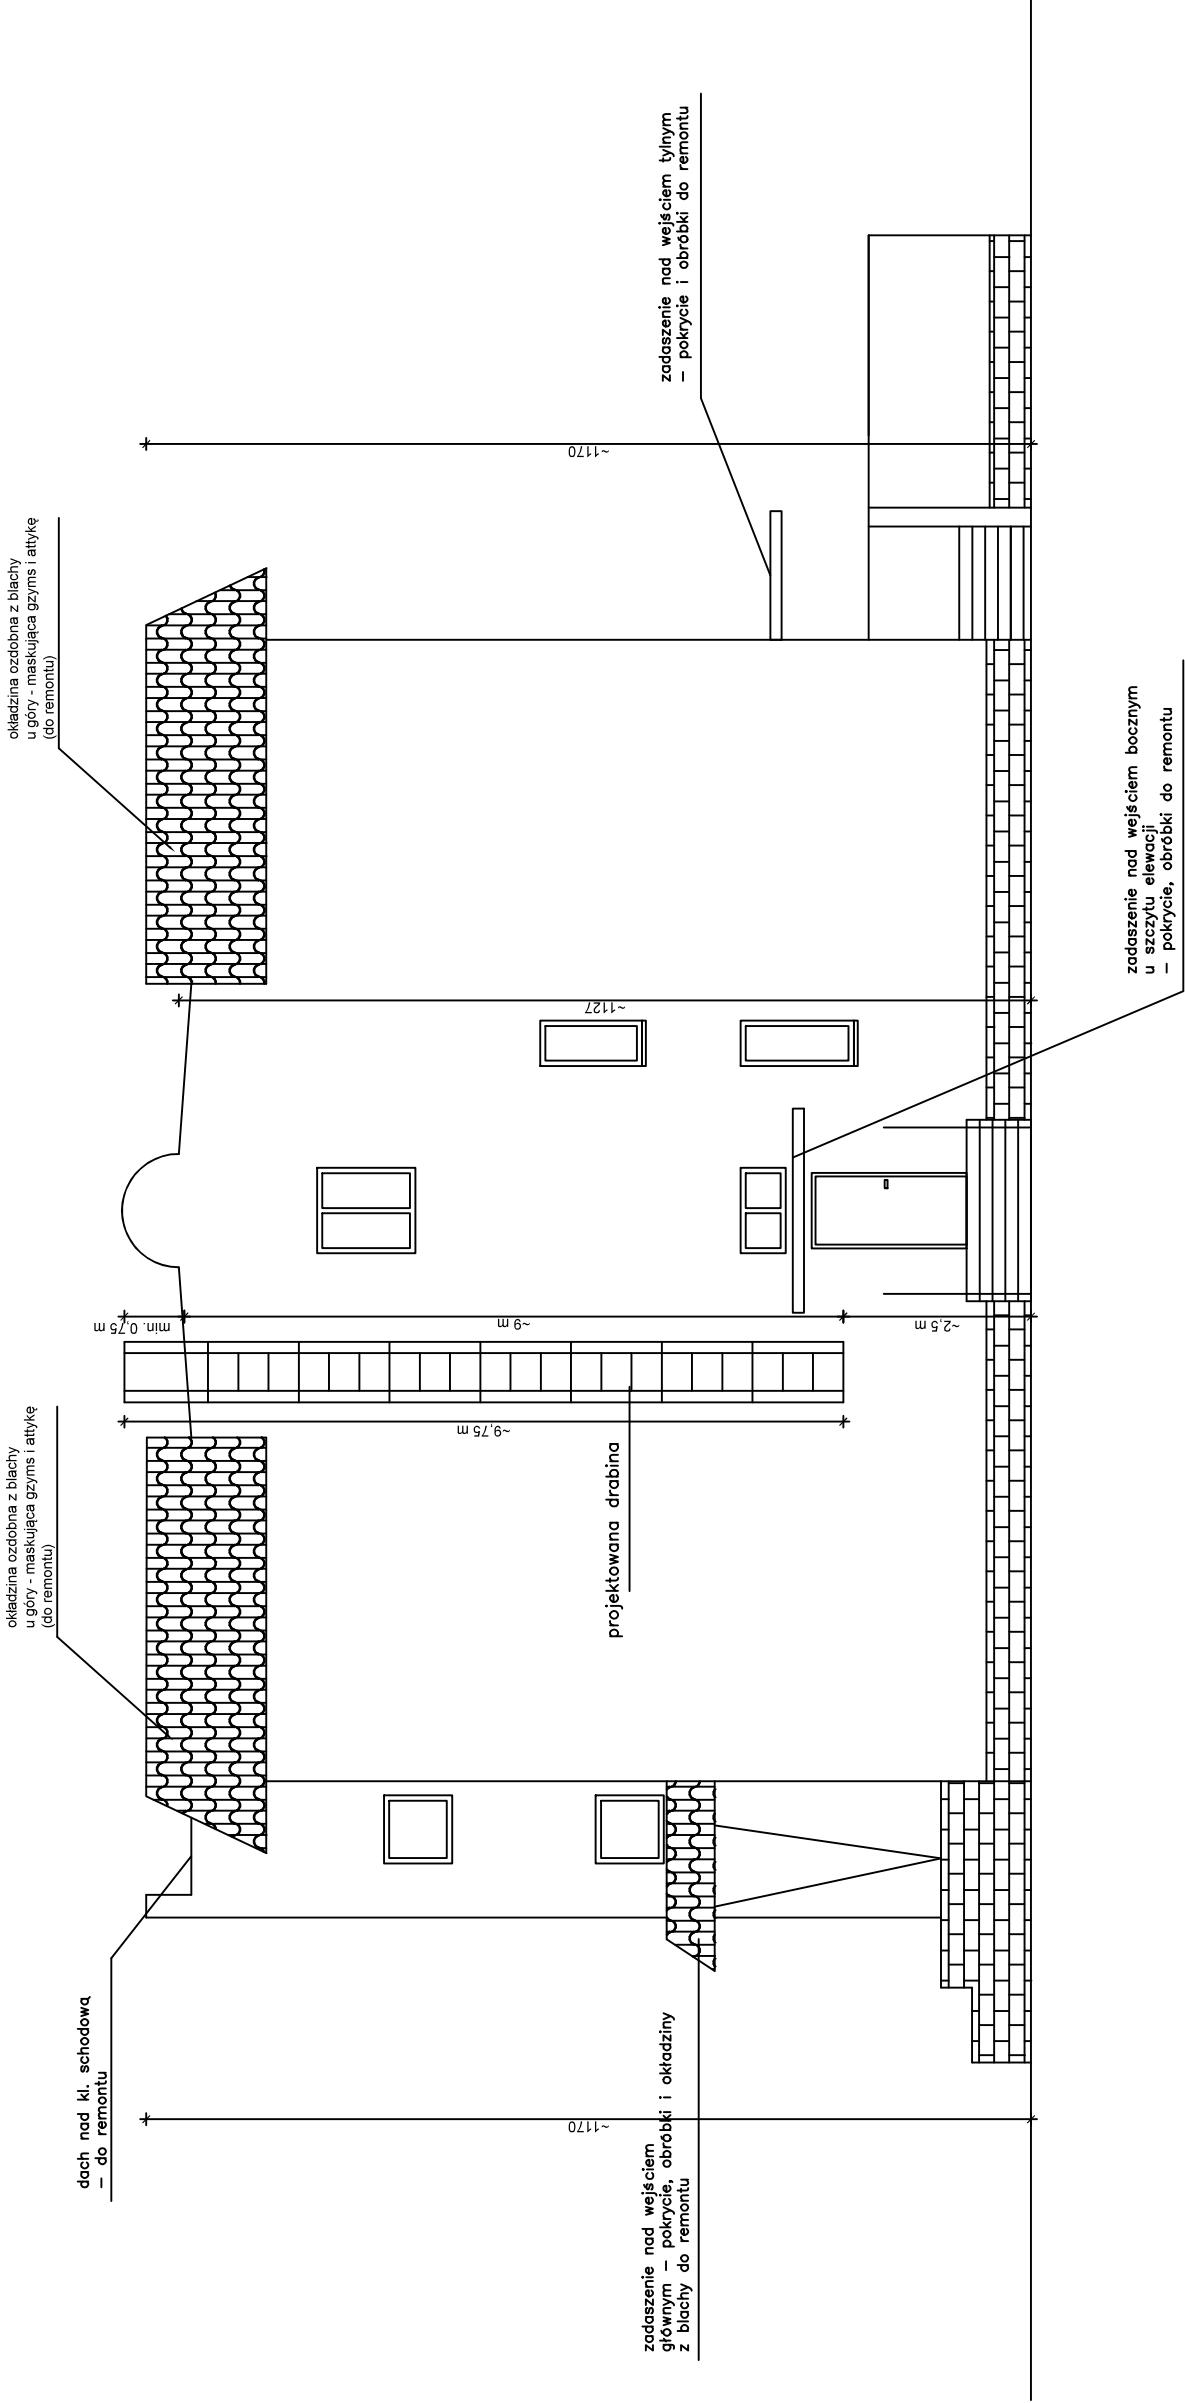 dach nad kl. schodową
– do remontu
okładzina ozdobna z blachy
u góry - maskująca gzyms i attykę
(do remontu)
okładzina ozdobna z blachy
u góry - maskująca gzyms i attykę
(do remontu)
zadaszenie nad wejściem
głównym – pokrycie, obróbki i okładziny
z blachy do remontu
projektowana drabina
zadaszenie nad wejściem tylnym
– pokrycie i obróbki do remontu
zadaszenie nad wejściem bocznym
u szczytu elewacji
– pokrycie, obróbki do remontu
~1170
~9,75 m
min. 0,75 m
~9 m
~2,5 m
~1127
~1170